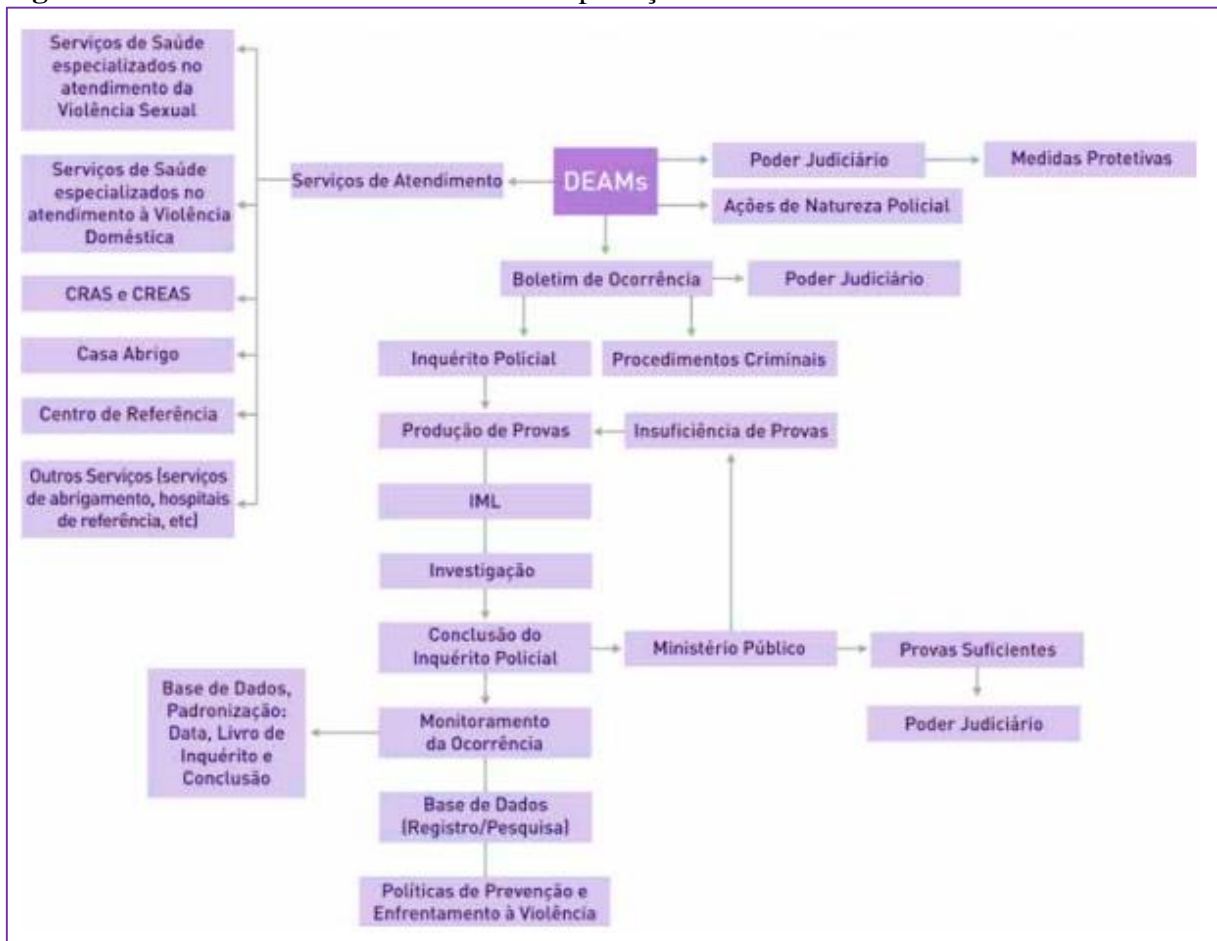 Serviços de Saúde
especializados no
atendimento da
Violência Sexual
Serviços de Saúde
especializados no
atendimento à Violência
Doméstica
CRAS e CREAS
Casa Abrigo
Centro de Referência
Outros Serviços (serviços
de abrigamento, hospitais
de referência, etc)
Serviços de Atendimento
DEAMs
Poder Judiciário
Medidas Protetivas
Ações de Natureza Policial
Boletim de Ocorrência
Poder Judiciário
Inquérito Policial
Procedimentos Criminais
Produção de Provas
Insuficiência de Provas
IML
Investigação
Conclusão do
Inquérito Policial
Ministério Público
Provas Suficientes
Poder Judiciário
Monitoramento
da Ocorrência
Base de Dados,
Padronização:
Data, Livro de
Inquérito e
Conclusão
Base de Dados
(Registro/Pesquisa)
Políticas de Prevenção e
Enfrentamento à Violência